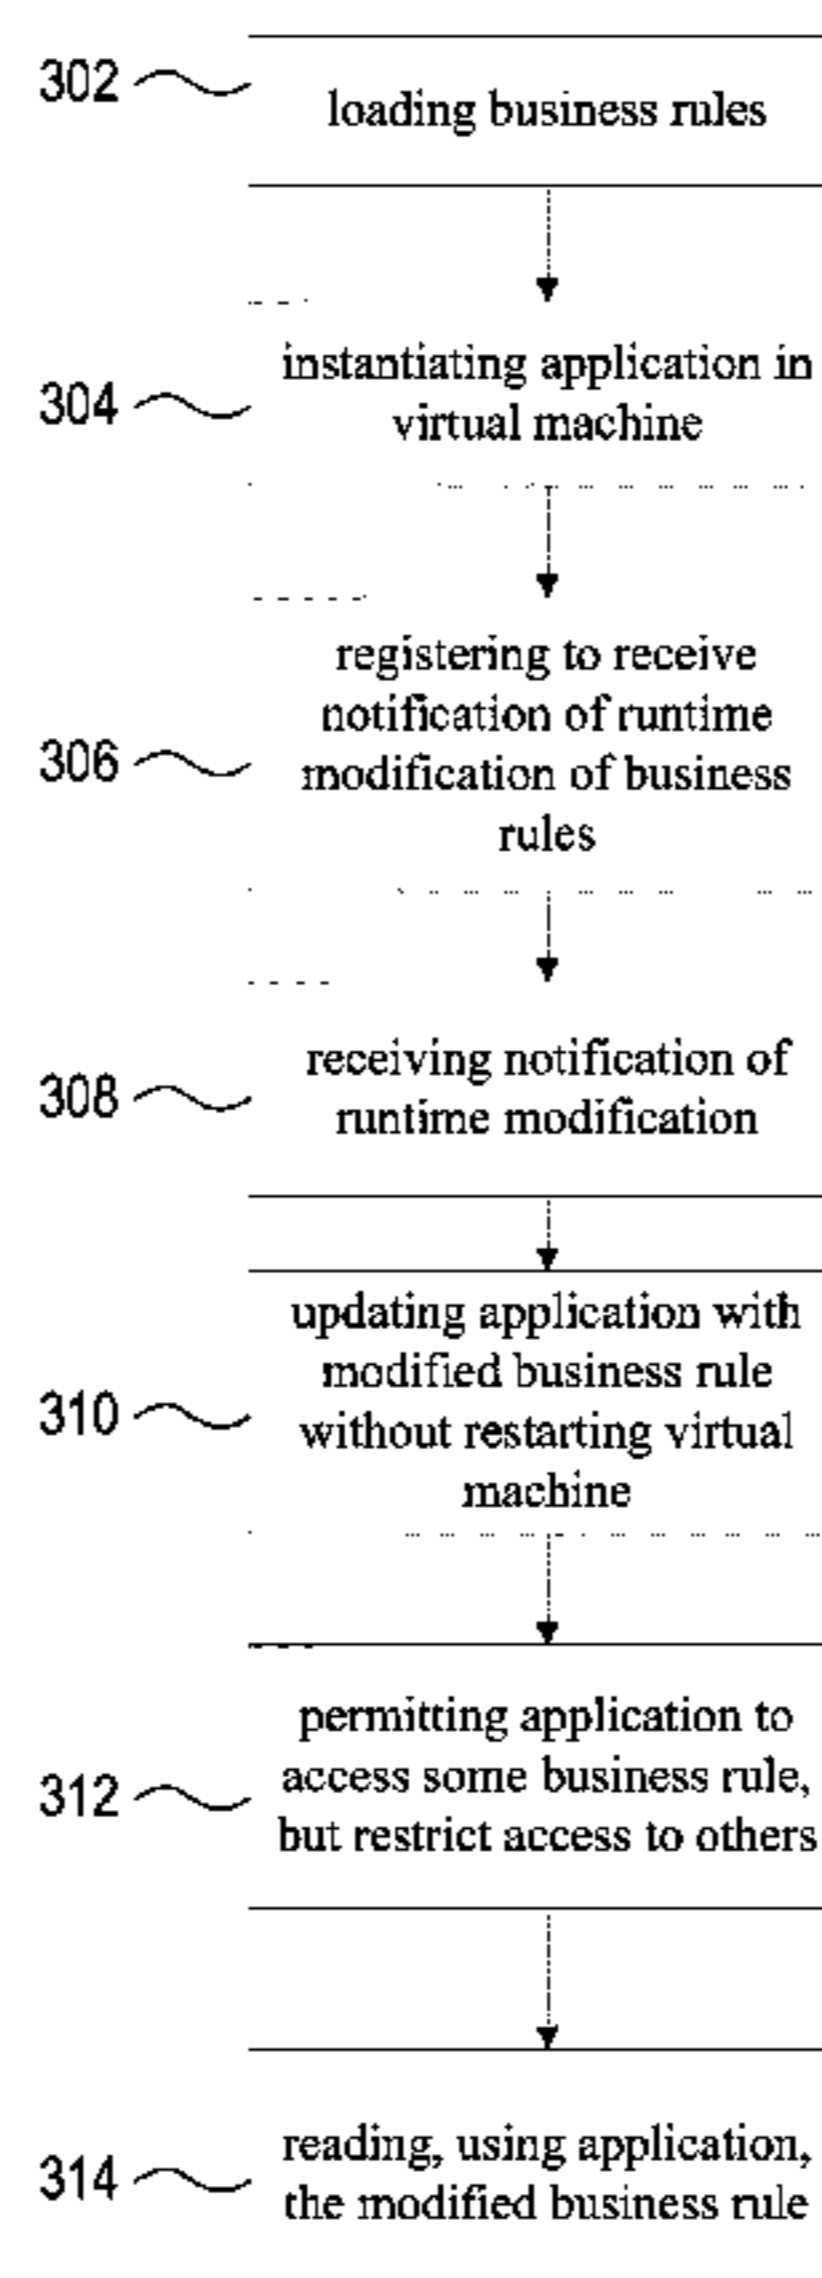 302
loading business rules
304
instantiating application in
virtual machine
306
registering to receive
notification of runtime
modification of business
rules
308
receiving notification of
runtime modification
310
updating application with
modified business rule
without restarting virtual
machine
312
permitting application to
access some business rule,
but restrict access to others
314
reading, using application,
the modified business rule